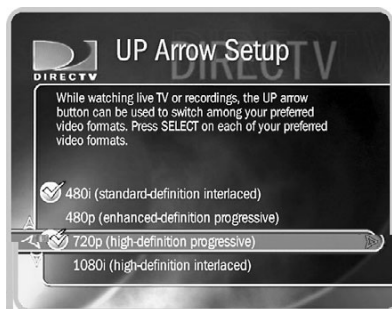 DIRECTV
UP Arrow Setup
DIRECTV
While watching live TV or recordings, the UP arrow
button can be used to switch among your preferred
video formats. Press SELECT on each of your preferred
video formats.
480i (standard-definition interlaced)
480p (enhanced-definition progressive)
720p (high-definition progressive)
1080i (high-definition interlaced)